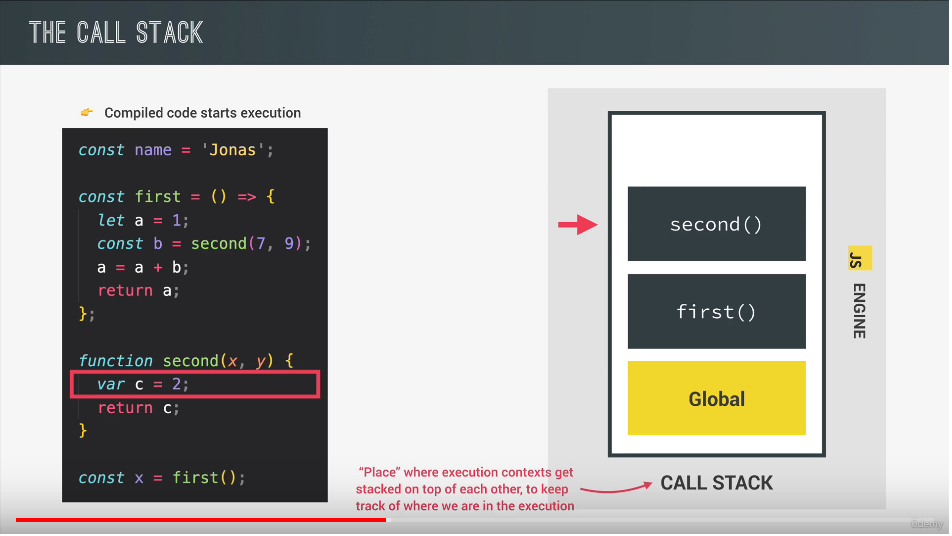 THE CALL STACK
👉 Compiled code starts execution
const name = 'Jonas';
const first = () => {
let a = 1;
const b = second(7, 9);
a = a + b;
return a;
};
function second(x, y) {
var c = 2;
return c;
}
const x = first();
second()
first()
Global
JS
ENGINE
CALL STACK
“Place” where execution contexts get
stacked on top of each other, to keep
track of where we are in the execution
ûdemy